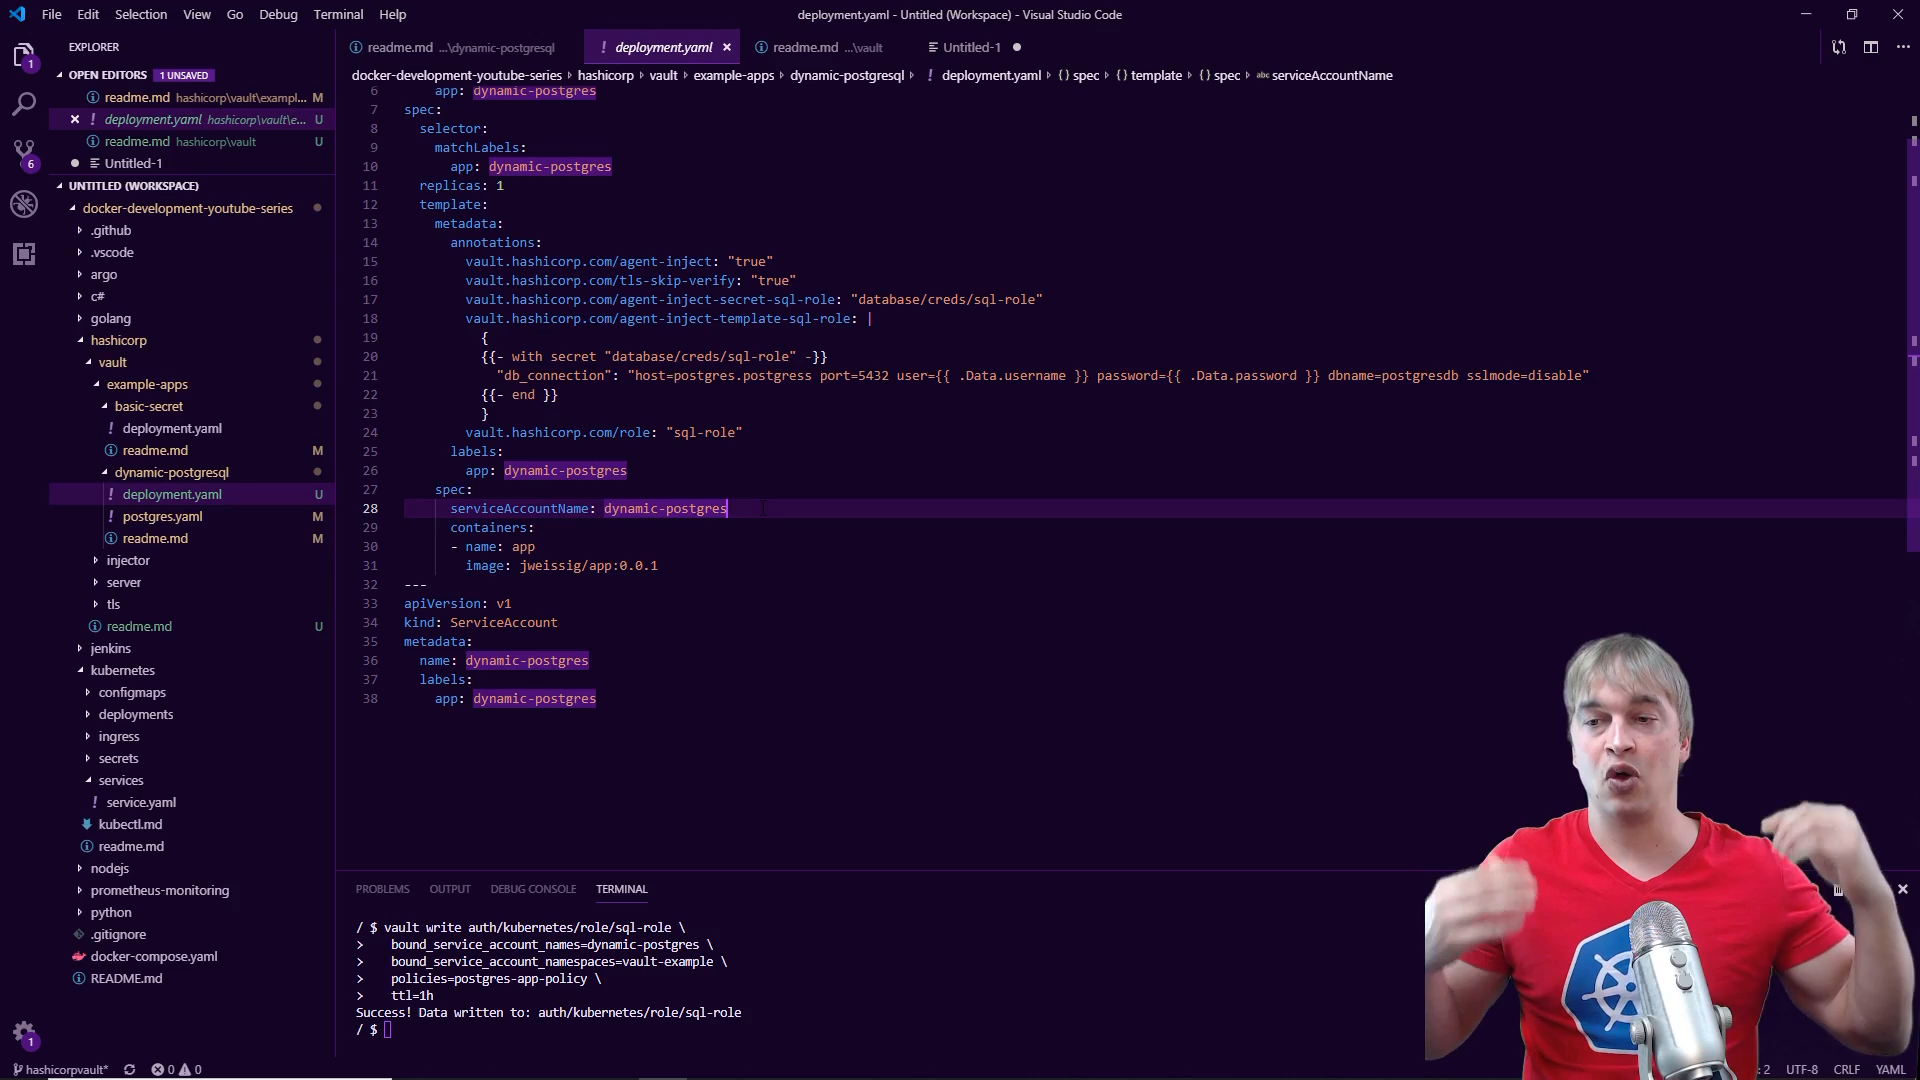 File Edit Selection View Go Debug Terminal Help
deployment.yaml - Untitled (Workspace) - Visual Studio Code
EXPLORER
OPEN EDITORS 1 UNSAVED
readme.md hashicorp\vault\exampl... M
deployment.yaml hashicorp\vault\e... U
readme.md hashicorp\vault U
Untitled-1
UNTITLED (WORKSPACE)
docker-development-youtube-series
.github
.vscode
argo
c#
golang
hashicorp
vault
example-apps
basic-secret
deployment.yaml
readme.md M
dynamic-postgresql
deployment.yaml U
postgres.yaml M
readme.md M
injector
server
tls
readme.md U
jenkins
kubernetes
configmaps
deployments
ingress
secrets
services
service.yaml
kubectl.md
readme.md
nodejs
prometheus-monitoring
python
.gitignore
docker-compose.yaml
README.md
1
6
1
readme.md ...\dynamic-postgresql
deployment.yaml
readme.md ...\vault
Untitled-1
docker-development-youtube-series › hashicorp › vault › example-apps › dynamic-postgresql › ! deployment.yaml › {} spec › {} template › {} spec › abc serviceAccountName
6 app: dynamic-postgres
7 spec:
8 selector:
9 matchLabels:
10 app: dynamic-postgres
11 replicas: 1
12 template:
13 metadata:
14 annotations:
15 vault.hashicorp.com/agent-inject: "true"
16 vault.hashicorp.com/tls-skip-verify: "true"
17 vault.hashicorp.com/agent-inject-secret-sql-role: "database/creds/sql-role"
18 vault.hashicorp.com/agent-inject-template-sql-role: |
19 {
20 {{- with secret "database/creds/sql-role" -}}
21 "db_connection": "host=postgres.postgress port=5432 user={{ .Data.username }} password={{ .Data.password }} dbname=postgresdb sslmode=disable"
22 {{- end }}
23 }
24 vault.hashicorp.com/role: "sql-role"
25 labels:
26 app: dynamic-postgres
27 spec:
28 serviceAccountName: dynamic-postgres
29 containers:
30 - name: app
31 image: jweissig/app:0.0.1
32 ---
33 apiVersion: v1
34 kind: ServiceAccount
35 metadata:
36 name: dynamic-postgres
37 labels:
38 app: dynamic-postgres
PROBLEMS OUTPUT DEBUG CONSOLE TERMINAL
/ $ vault write auth/kubernetes/role/sql-role \
> bound_service_account_names=dynamic-postgres \
> bound_service_account_namespaces=vault-example \
> policies=postgres-app-policy \
> ttl=1h
Success! Data written to: auth/kubernetes/role/sql-role
/ $
hashicorpvault* 0 0
: 2 UTF-8 CRLF YAML